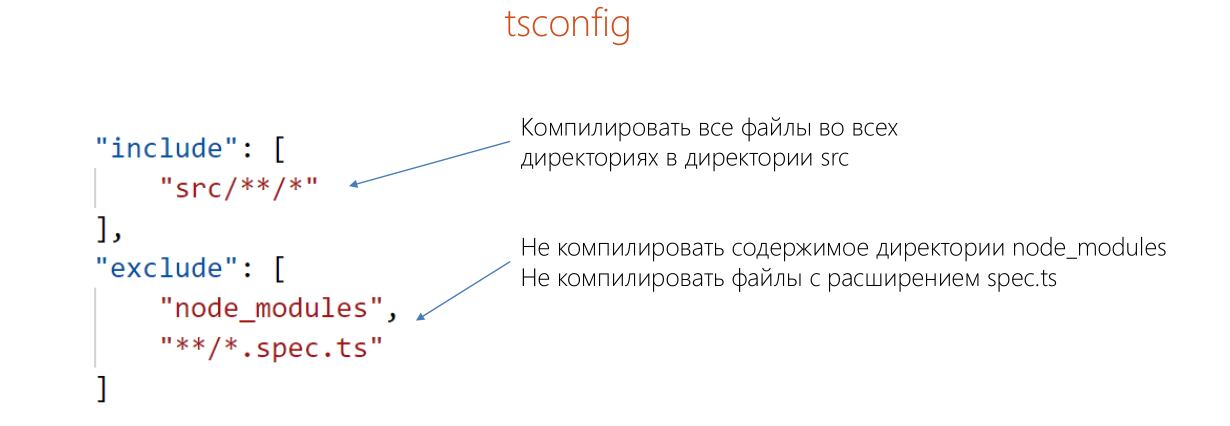 tsconfig
"include": [
"src/**/*"
],
"exclude": [
"node_modules",
"**/*.spec.ts"
]
Компилировать все файлы во всех
директориях в директории src
Не компилировать содержимое директории node_modules
Не компилировать файлы с расширением spec.ts